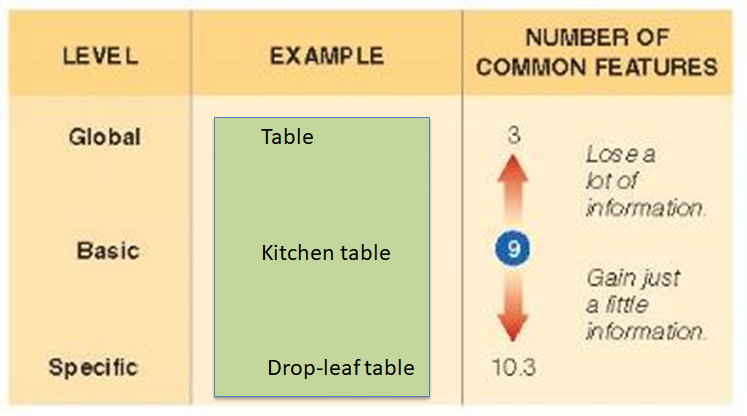 LEVEL
EXAMPLE
NUMBER OF
COMMON FEATURES
Global
Table
3
Lose a
lot of
information.
Basic
Kitchen table
9
Gain just
a little
information.
Specific
Drop-leaf table
10.3